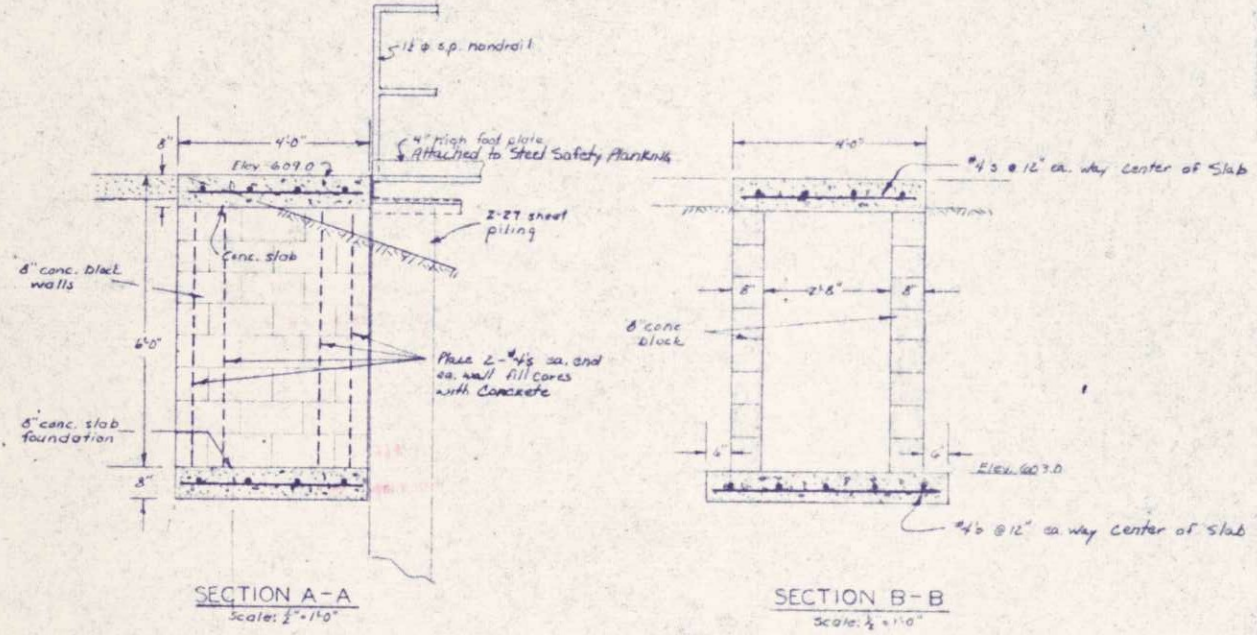 1½" φ s.p. handrail
4" high foot plate
Attached to Steel Safety Planking
8"
4'-0"
Elev. 609.0
Z-27 sheet
piling
Conc. slab
8" conc. block
walls
6'-0"
Place 2-#4's ea. end
ea. wall fill cores
with Concrete
8" conc. slab
foundation
8"
SECTION A-A
Scale: ½"=1'-0"
4'-0"
#4's @ 12" ea. way center of Slab
8"
2'-8"
8"
8" conc
block
6"
6"
Elev. 603.0
#4's @ 12" ea. way center of slab
SECTION B-B
Scale: ½"=1'-0"